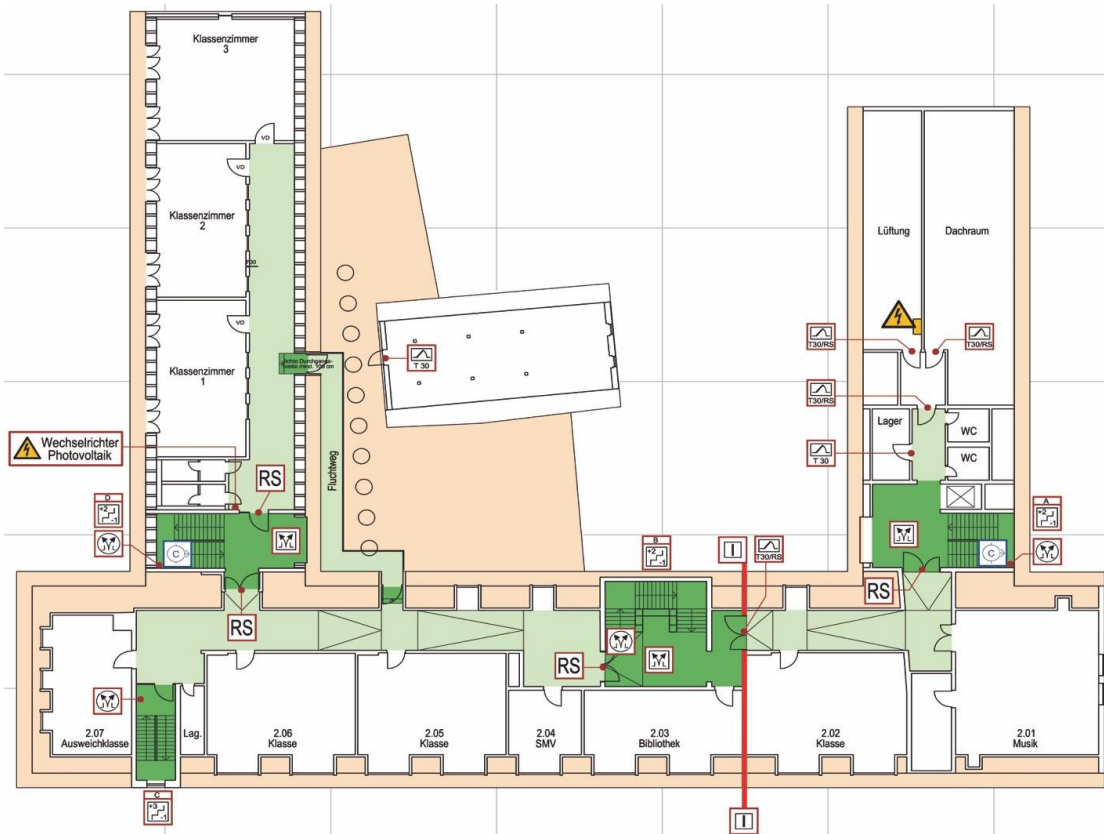 Klassenzimmer
3
VD
VD
Klassenzimmer
2
F30
Lüftung
Dachraum
VD
T30/RS
T30/RS
T 30
Klassenzimmer
1
T30/RS
Lager
WC
Wechselrichter
Photovoltaik
T 30
WC
RS
Fluchtweg
D
+2
-1
A
+2
-1
J Y L
J Y L
C
B
+2
-1
I
T30/RS
J Y L
C
J Y L
RS
RS
J Y L
J Y L
RS
J Y L
Lag.
2.07
Ausweichklasse
2.06
Klasse
2.05
Klasse
2.04
SMV
2.03
Bibliothek
2.02
Klasse
2.01
Musik
C
+3
-1
I